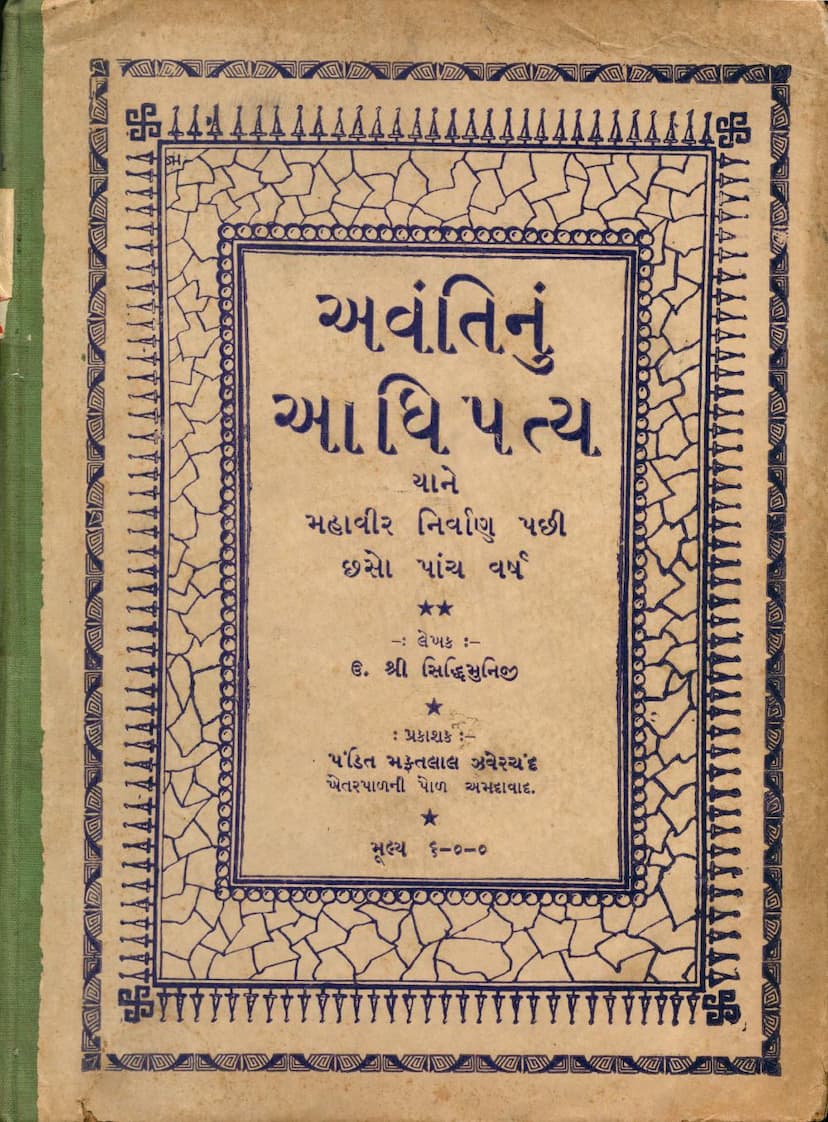 અવંતિનું
આધિપત્ય
યાને
મહાવીર નિર્વાણ પછી
છસો પાંચ વર્ષ
★★
-: લેખક :-
ઉ. શ્રી સિદ્ધિમુનિજી
★
: પ્રકાશક :-
પંડિત મફતલાલ ઝવેરચંદ
ખેતરપાળની પોળ અમદાવાદ.
★
મૂલ્ય ૬-૦-૦